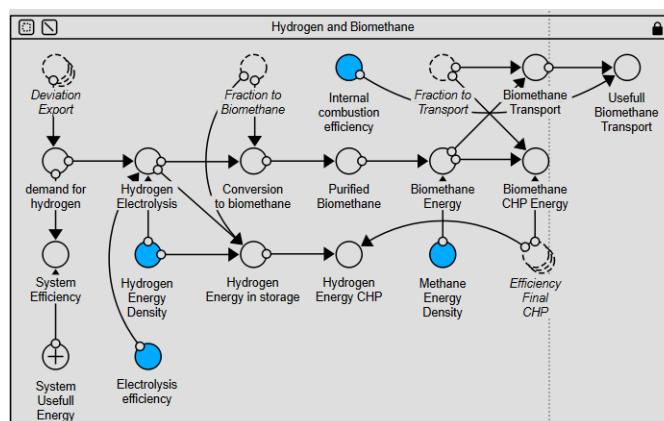 Hydrogen and Biomethane
Deviation
Export
Fraction to
Biomethane
Internal
combustion
efficiency
Fraction to
Transport
Biomethane
Transport
Usefull
Biomethane
Transport
demand for
hydrogen
Hydrogen
Electrolysis
Conversion
to biomethane
Purified
Biomethane
Biomethane
Energy
Biomethane
CHP Energy
System
Efficiency
Hydrogen
Energy
Density
Hydrogen
Energy in storage
Hydrogen
Energy CHP
Methane
Energy
Density
Efficiency
Final
CHP
System
Usefull
Energy
Electrolysis
efficiency